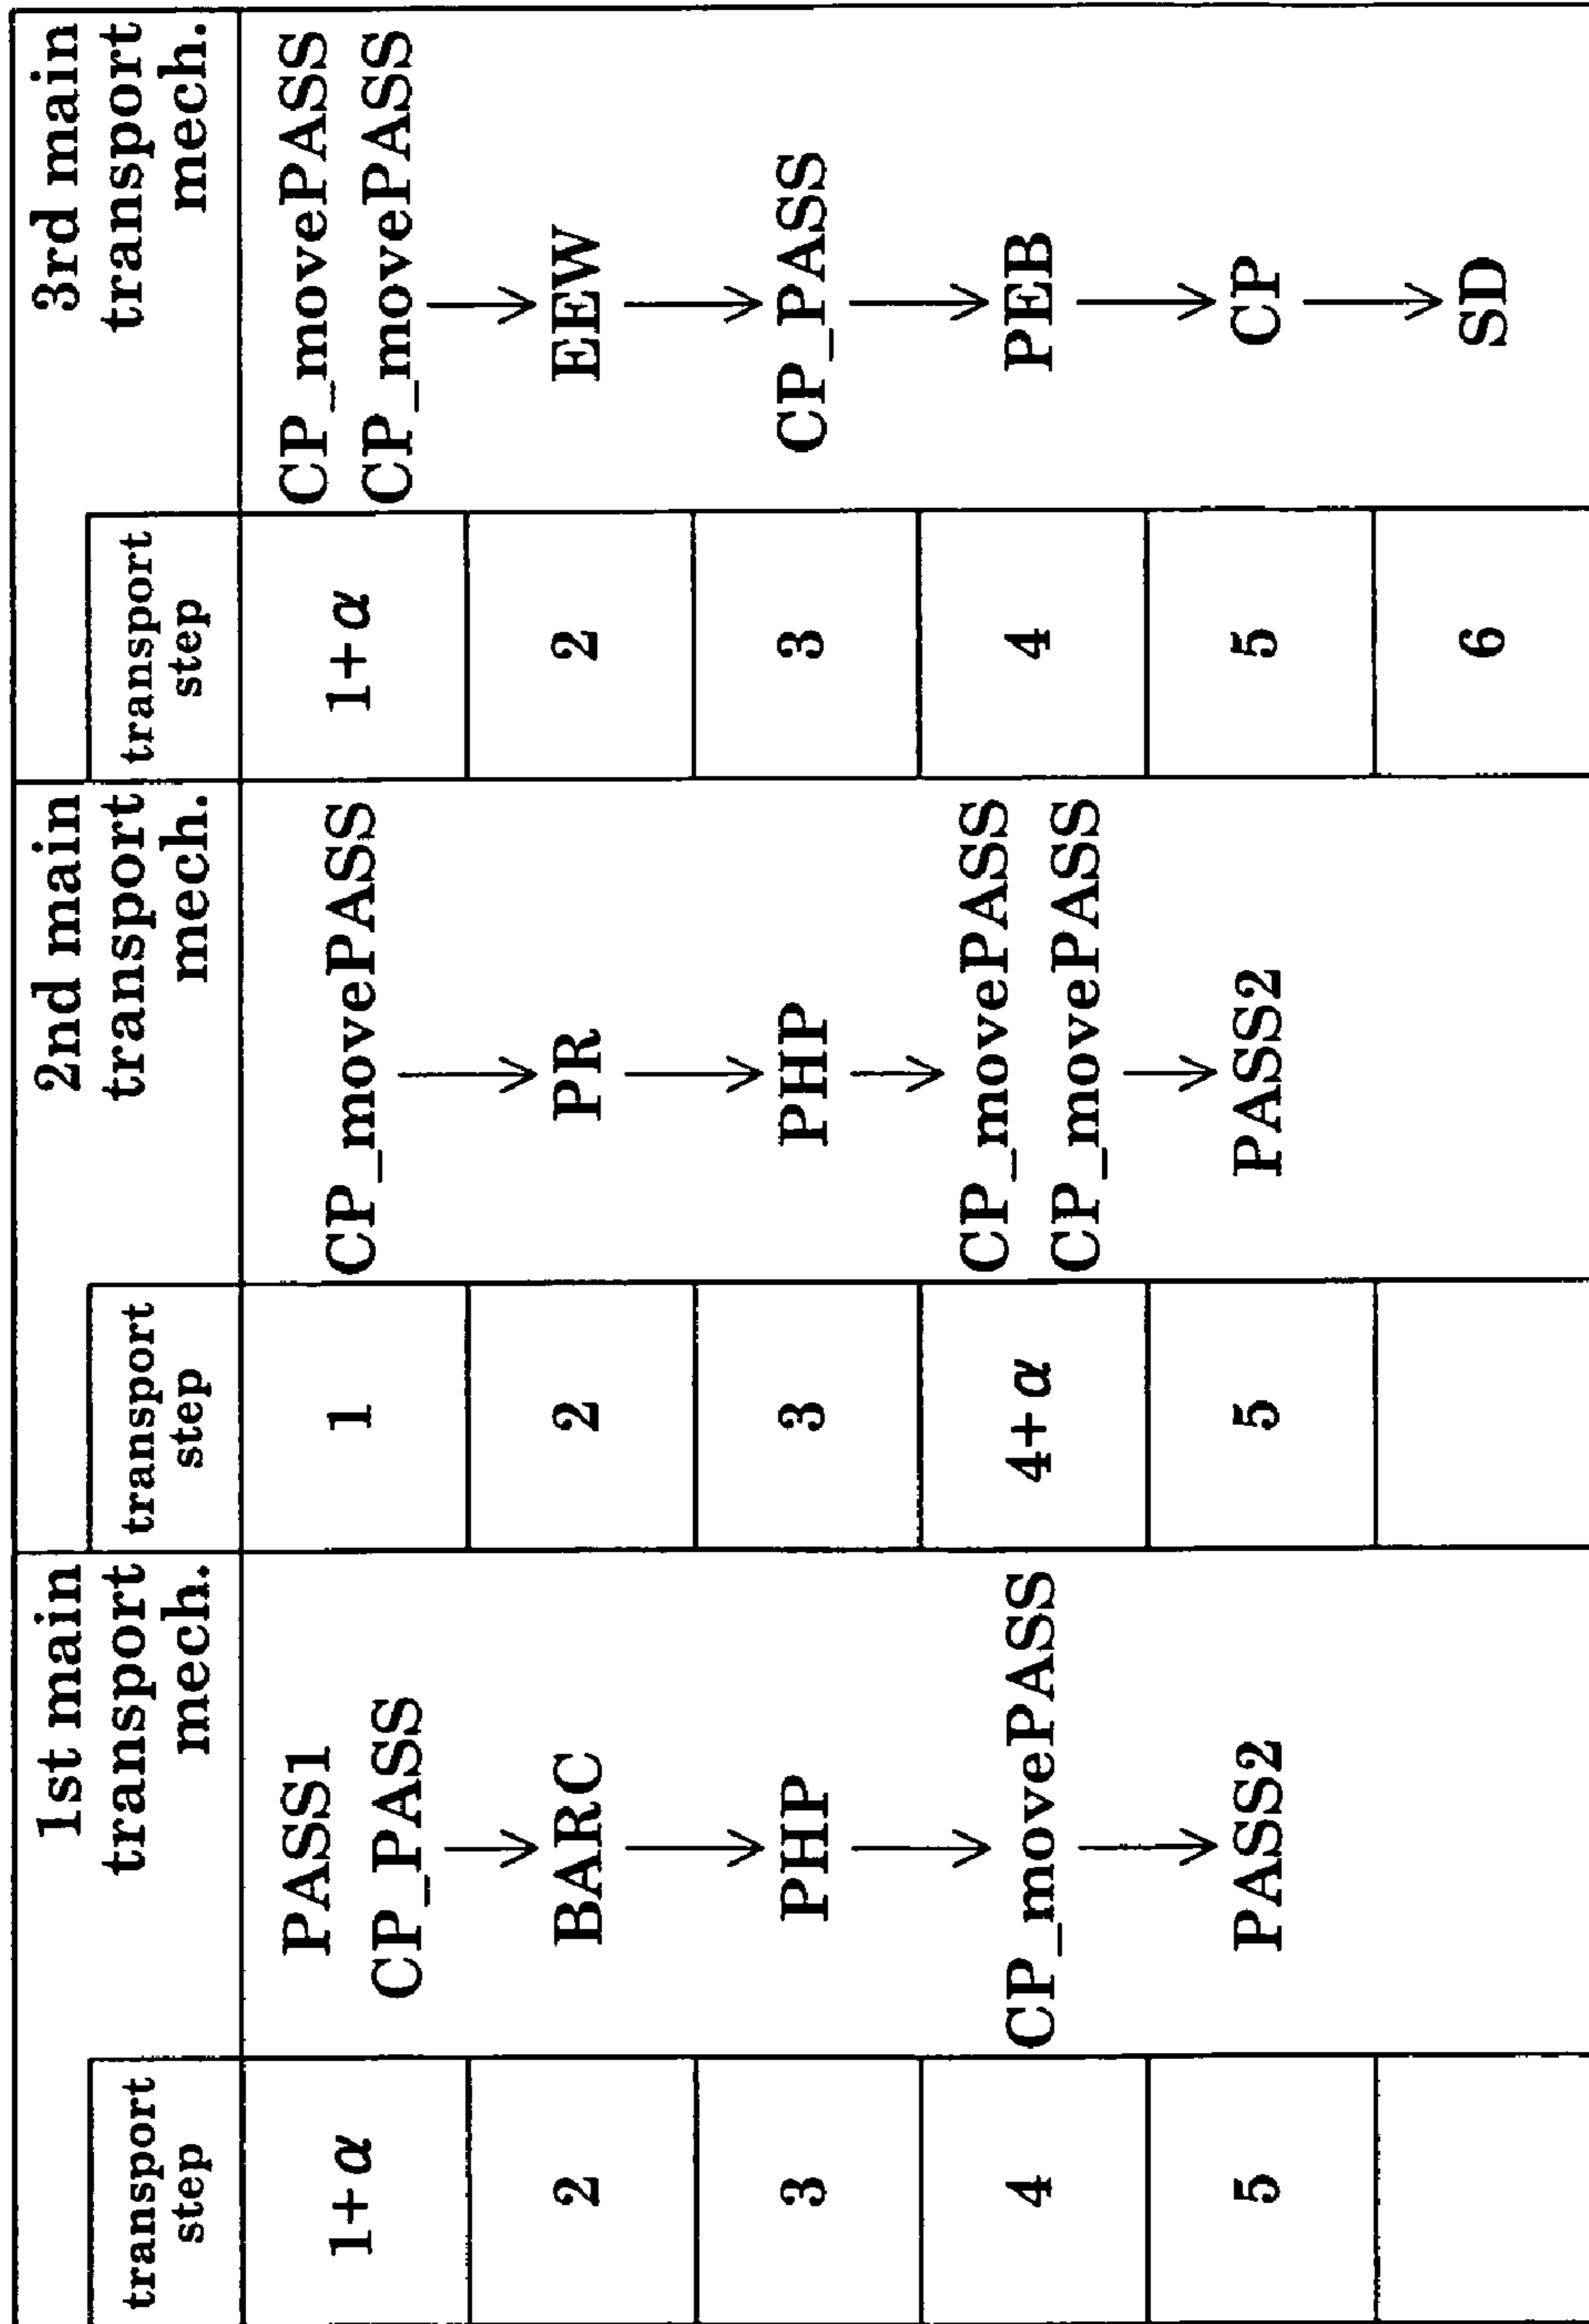 1st main
transport
mech.
2nd main
transport
mech.
3rd main
transport
mech.
transport
step
transport
step
transport
step
1+α
PASS1
CP_PASS
1
CP_movePASS
1+α
CP_movePASS
CP_movePASS
2
BARC
2
PR
2
EEW
3
PHP
3
PHP
3
CP_PASS
4
CP_movePASS
4+α
CP_movePASS
CP_movePASS
4
PEB
5
PASS2
5
PASS2
5
CP
6
SD